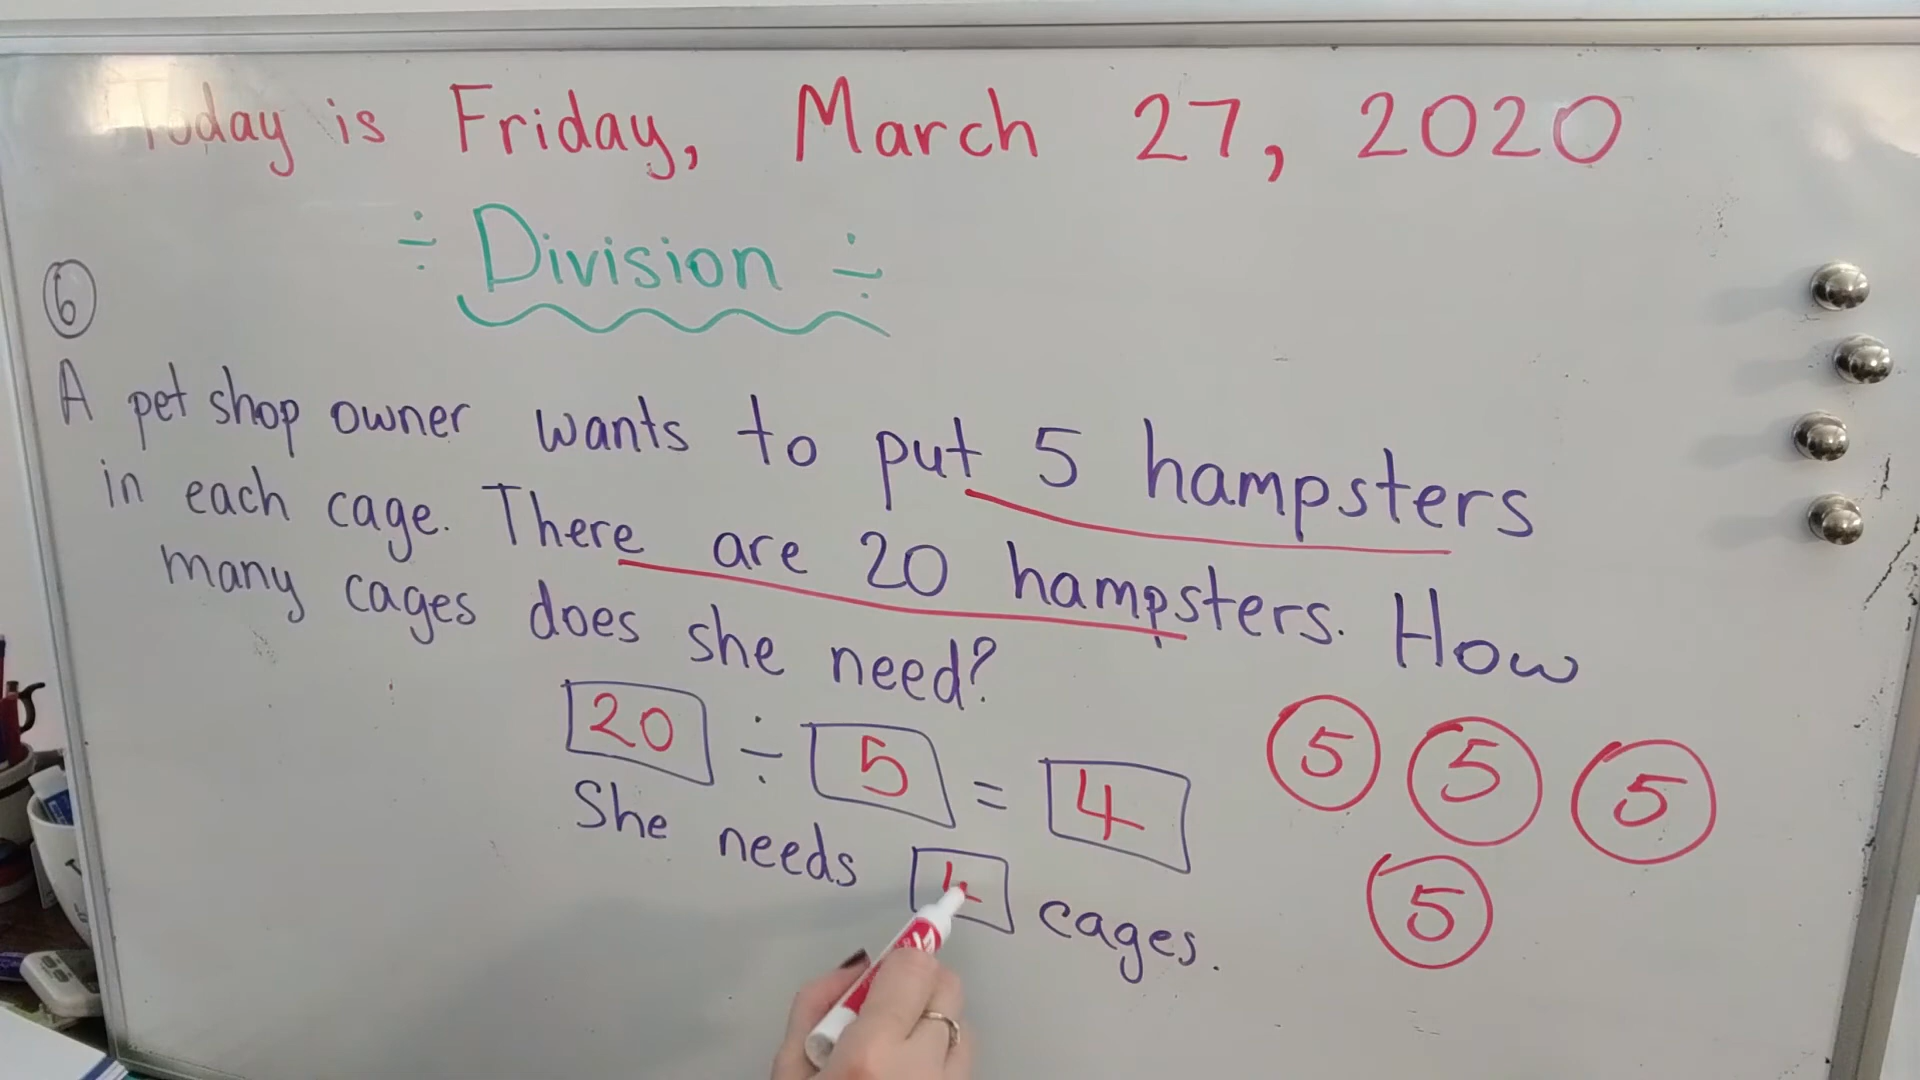 Today is Friday, March 27, 2020
÷ Division ÷
6
A pet shop owner wants to put 5 hampsters
in each cage. There are 20 hampsters. How
many cages does she need?
20 ÷ 5 = 4
She needs 4 cages.
5 5 5
5